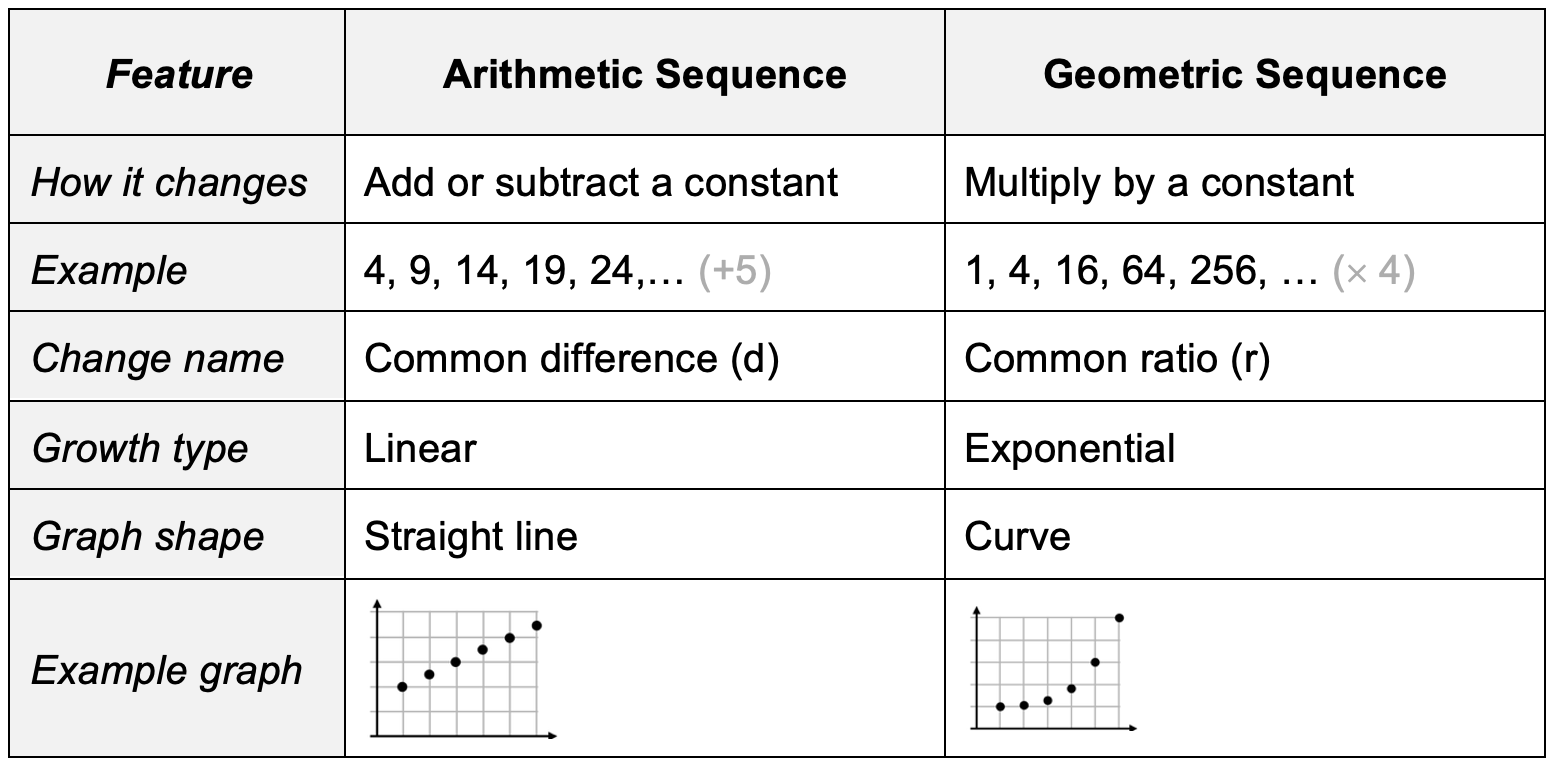 Feature Arithmetic Sequence Geometric Sequence
How it changes Add or subtract a constant Multiply by a constant
Example 4, 9, 14, 19, 24,… (+5) 1, 4, 16, 64, 256, … (× 4)
Change name Common difference (d) Common ratio (r)
Growth type Linear Exponential
Graph shape Straight line Curve
Example graph